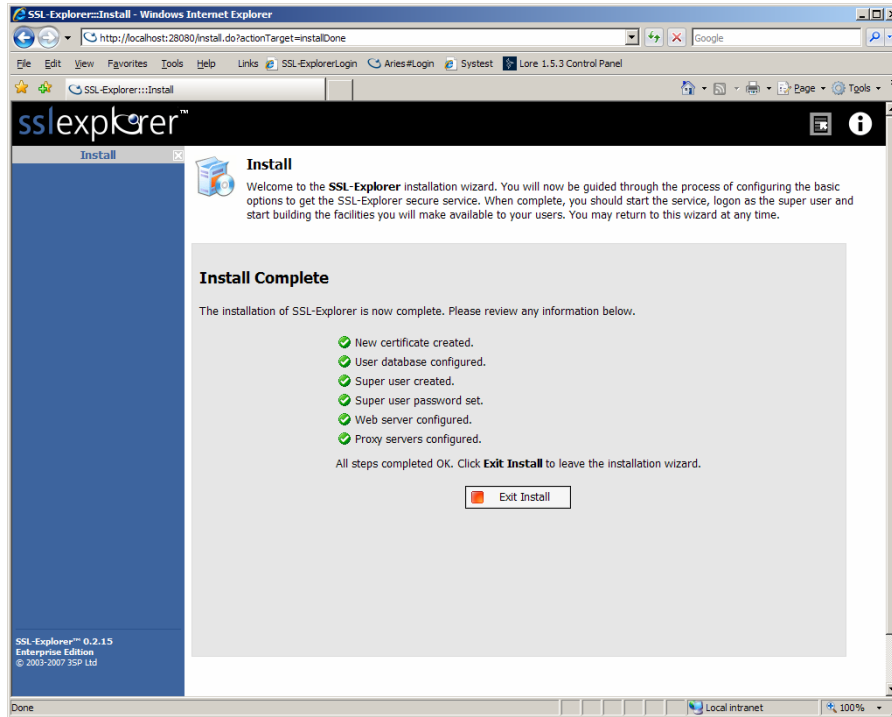 SSL-Explorer:::Install - Windows Internet Explorer
http://localhost:28080/install.do?actionTarget=installDone
Google
File Edit View Favorites Tools Help Links SSL-ExplorerLogin Aries#Login Systest Lore 1.5.3 Control Panel
SSL-Explorer:::Install
Page Tools
sslexplorer™
Install
Install
Welcome to the SSL-Explorer installation wizard. You will now be guided through the process of configuring the basic
options to get the SSL-Explorer secure service. When complete, you should start the service, logon as the super user and
start building the facilities you will make available to your users. You may return to this wizard at any time.
Install Complete
The installation of SSL-Explorer is now complete. Please review any information below.
New certificate created.
User database configured.
Super user created.
Super user password set.
Web server configured.
Proxy servers configured.
All steps completed OK. Click Exit Install to leave the installation wizard.
Exit Install
SSL-Explorer™ 0.2.15
Enterprise Edition
© 2003-2007 3SP Ltd
Done
Local intranet
100%